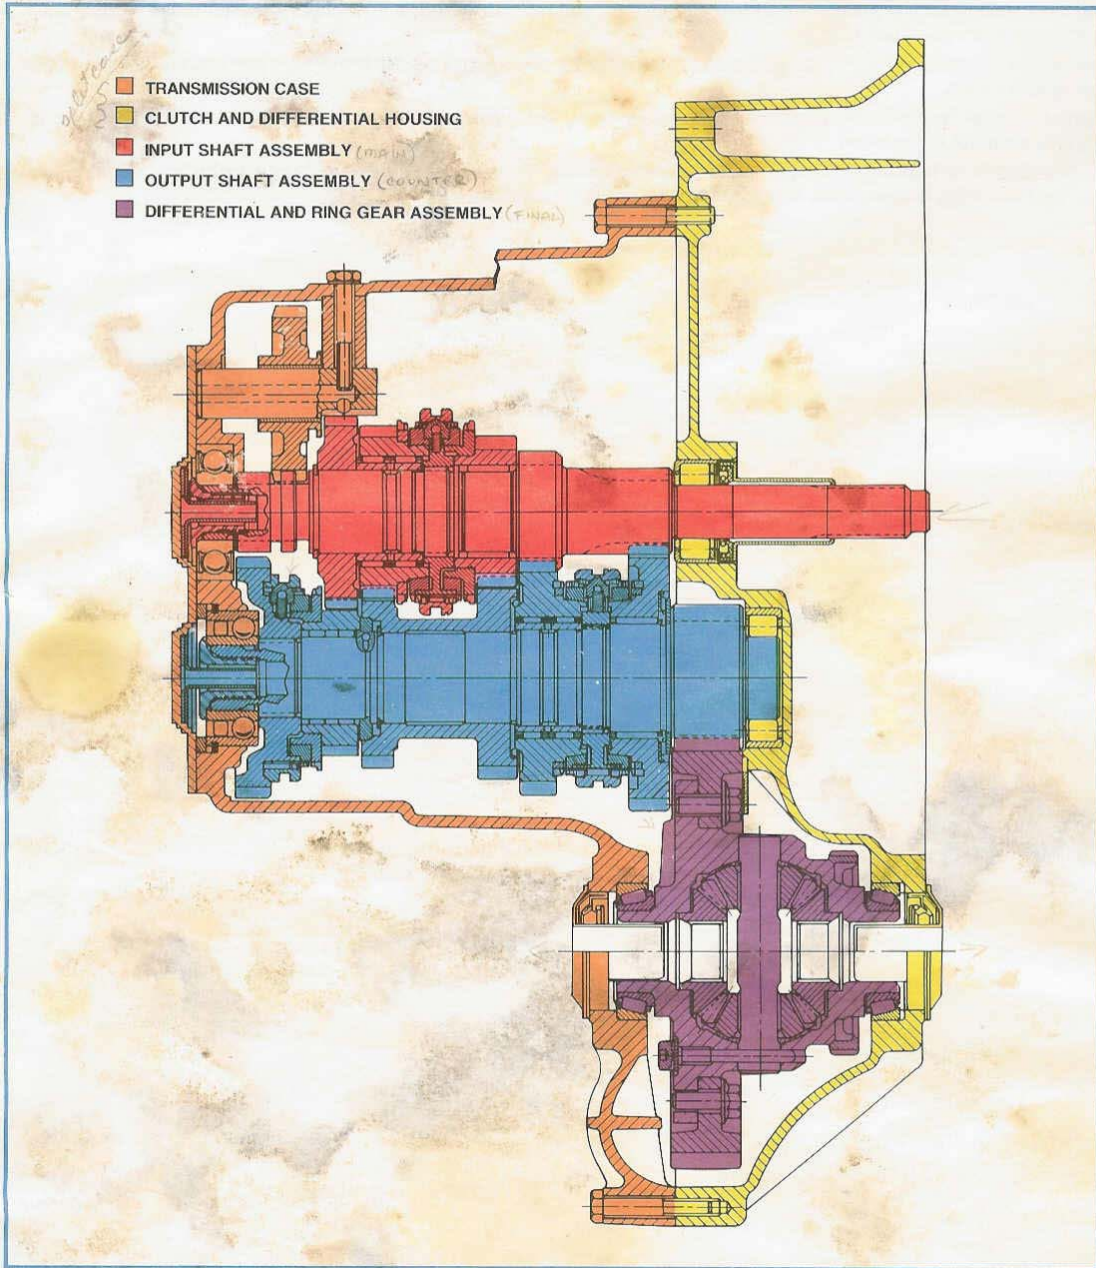 TRANSMISSION CASE
CLUTCH AND DIFFERENTIAL HOUSING
INPUT SHAFT ASSEMBLY (MAIN)
OUTPUT SHAFT ASSEMBLY (COUNTER)
DIFFERENTIAL AND RING GEAR ASSEMBLY (FINAL)